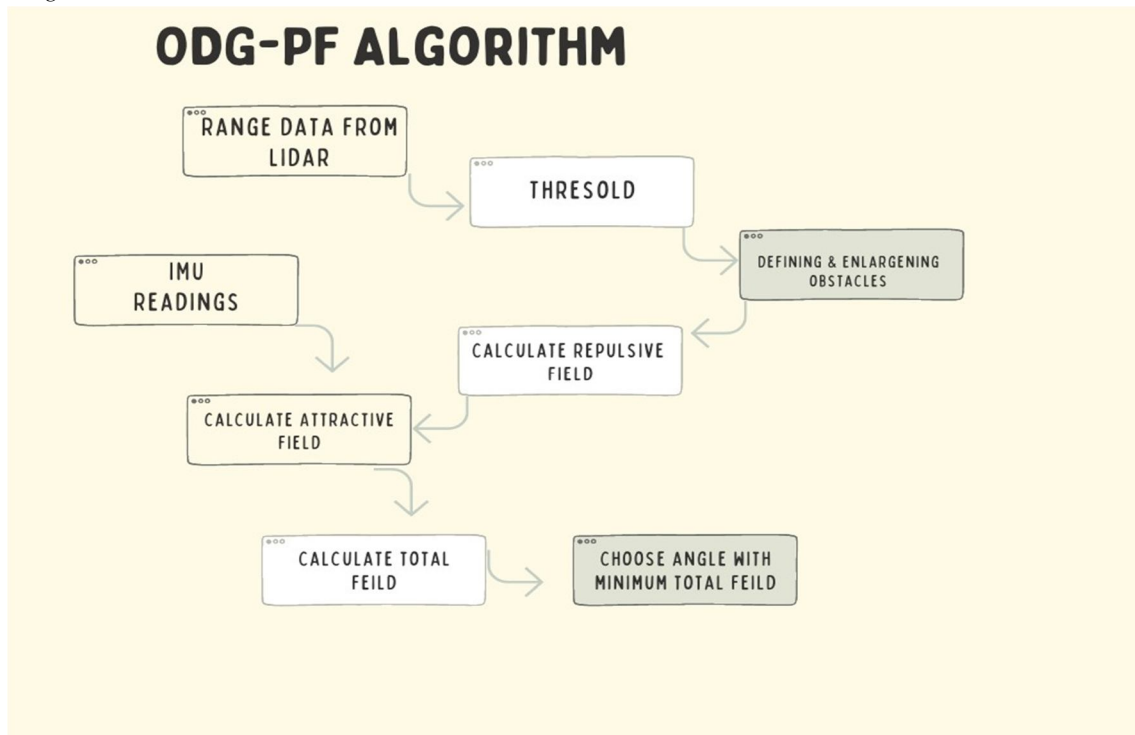 ODG-PF ALGORITHM
RANGE DATA FROM
LIDAR
THRESOLD
DEFINING & ENLARGENING
OBSTACLES
IMU
READINGS
CALCULATE REPULSIVE
FIELD
CALCULATE ATTRACTIVE
FIELD
CALCULATE TOTAL
FEILD
CHOOSE ANGLE WITH
MINIMUM TOTAL FEILD